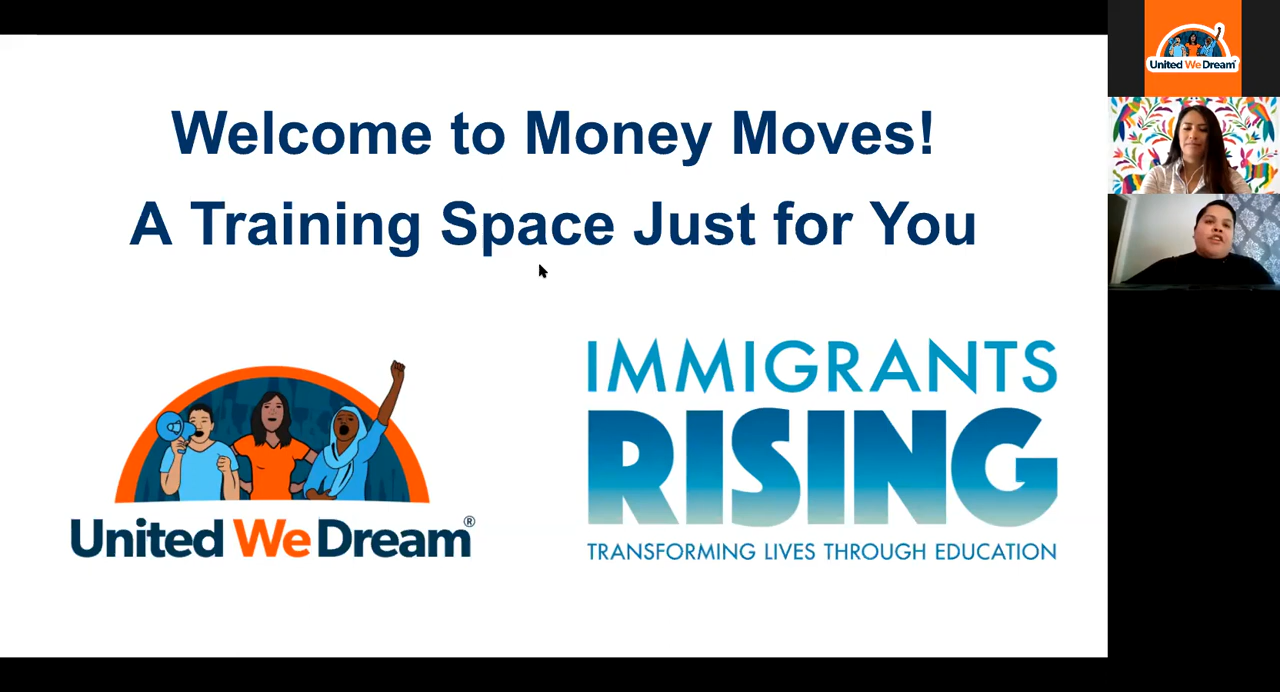 Welcome to Money Moves!
A Training Space Just for You
United We Dream®
IMMIGRANTS
RISING
TRANSFORMING LIVES THROUGH EDUCATION
United We Dream®